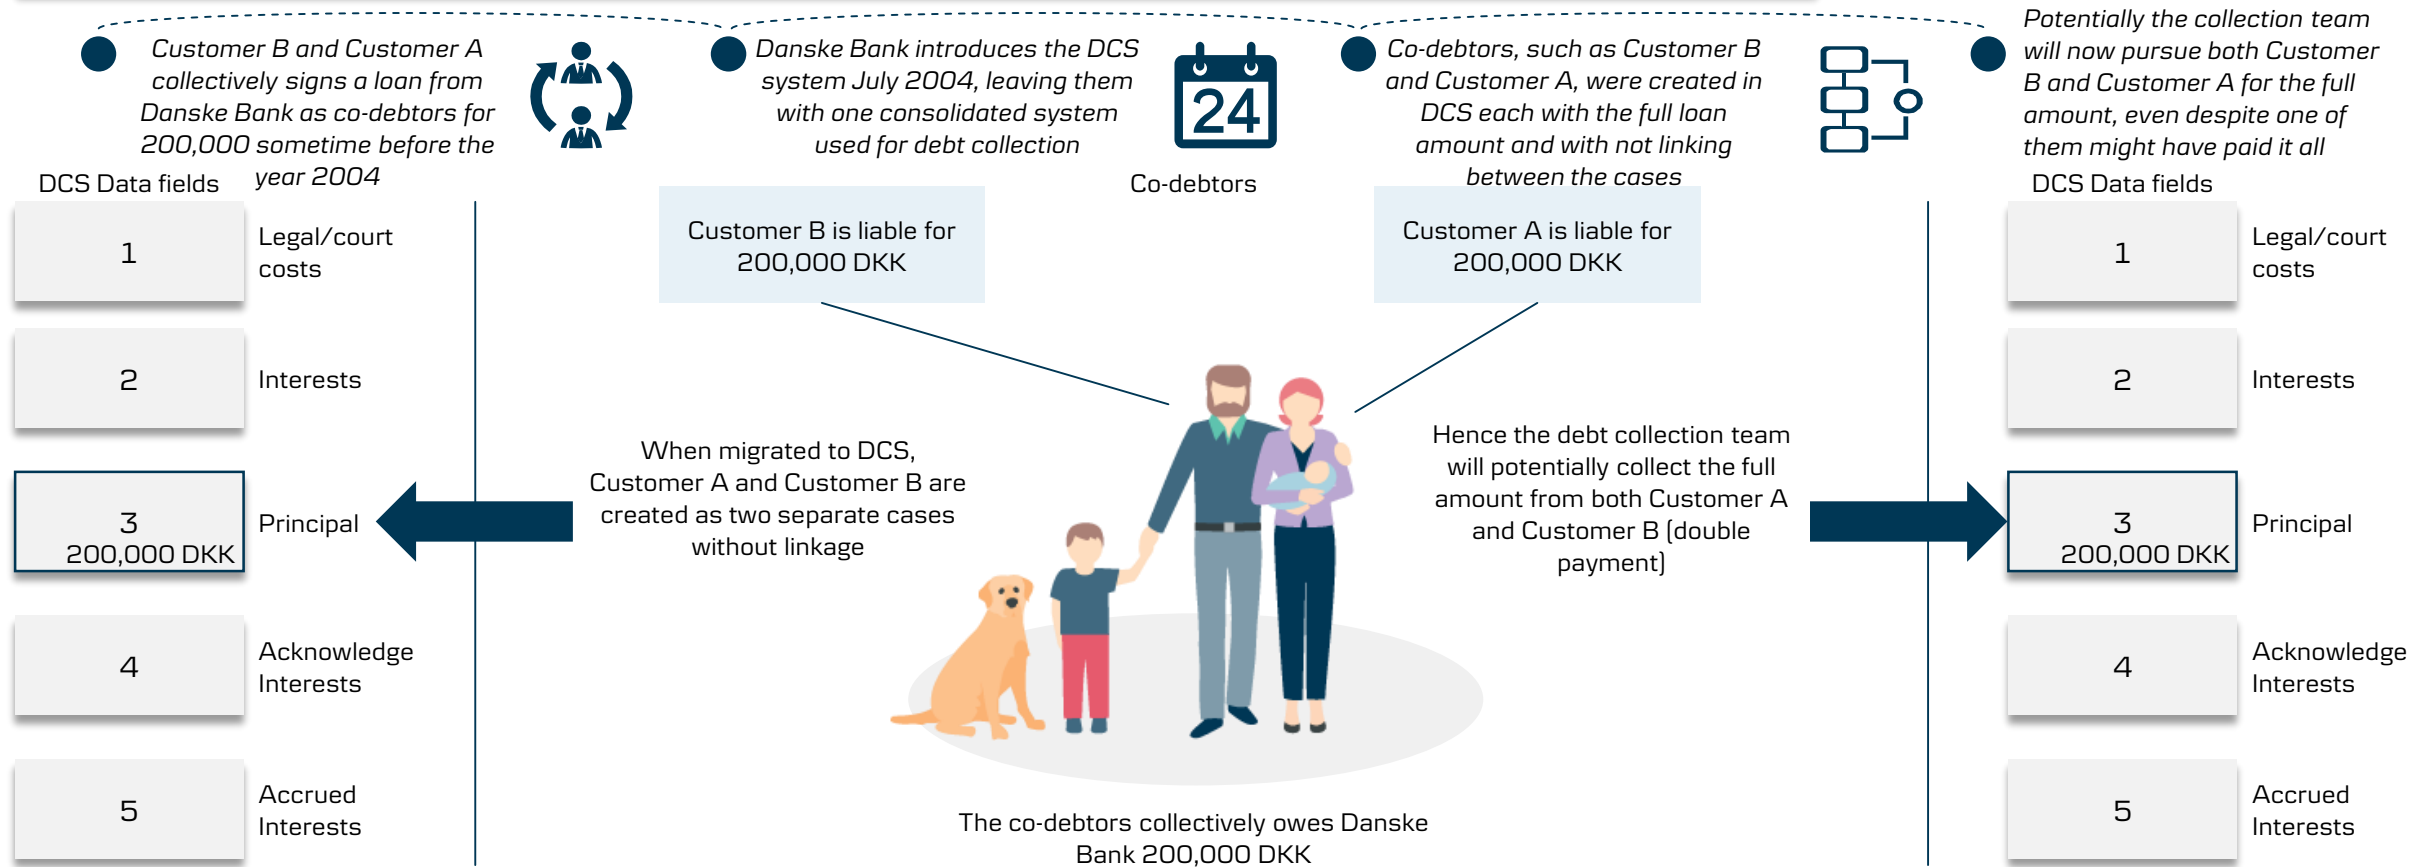 Customer B and Customer A
collectively signs a loan from
Danske Bank as co-debtors for
200,000 sometime before the
year 2004
Danske Bank introduces the DCS
system July 2004, leaving them
with one consolidated system
used for debt collection
24
Co-debtors, such as Customer B
and Customer A, were created in
DCS each with the full loan
amount and with not linking
between the cases
Potentially the collection team
will now pursue both Customer
B and Customer A for the full
amount, even despite one of
them might have paid it all
DCS Data fields
1
Legal/court
costs
2
Interests
3
200,000 DKK
Principal
4
Acknowledge
Interests
5
Accrued
Interests
Co-debtors
Customer B is liable for
200,000 DKK
Customer A is liable for
200,000 DKK
When migrated to DCS,
Customer A and Customer B are
created as two separate cases
without linkage
Hence the debt collection team
will potentially collect the full
amount from both Customer A
and Customer B (double
payment)
The co-debtors collectively owes Danske
Bank 200,000 DKK
DCS Data fields
1
Legal/court
costs
2
Interests
3
200,000 DKK
Principal
4
Acknowledge
Interests
5
Accrued
Interests